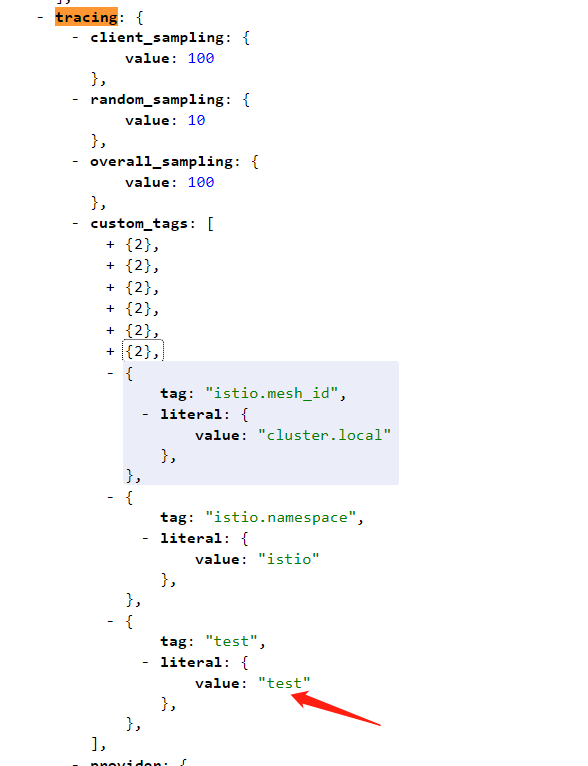 ],
- tracing: {
- client_sampling: {
value: 100
},
- random_sampling: {
value: 10
},
- overall_sampling: {
value: 100
},
- custom_tags: [
+ {2},
+ {2},
+ {2},
+ {2},
+ {2},
+ {2},
- {
tag: "istio.mesh_id",
- literal: {
value: "cluster.local"
},
},
- {
tag: "istio.namespace",
- literal: {
value: "istio"
},
},
- {
tag: "test",
- literal: {
value: "test"
},
},
],
- provider: {